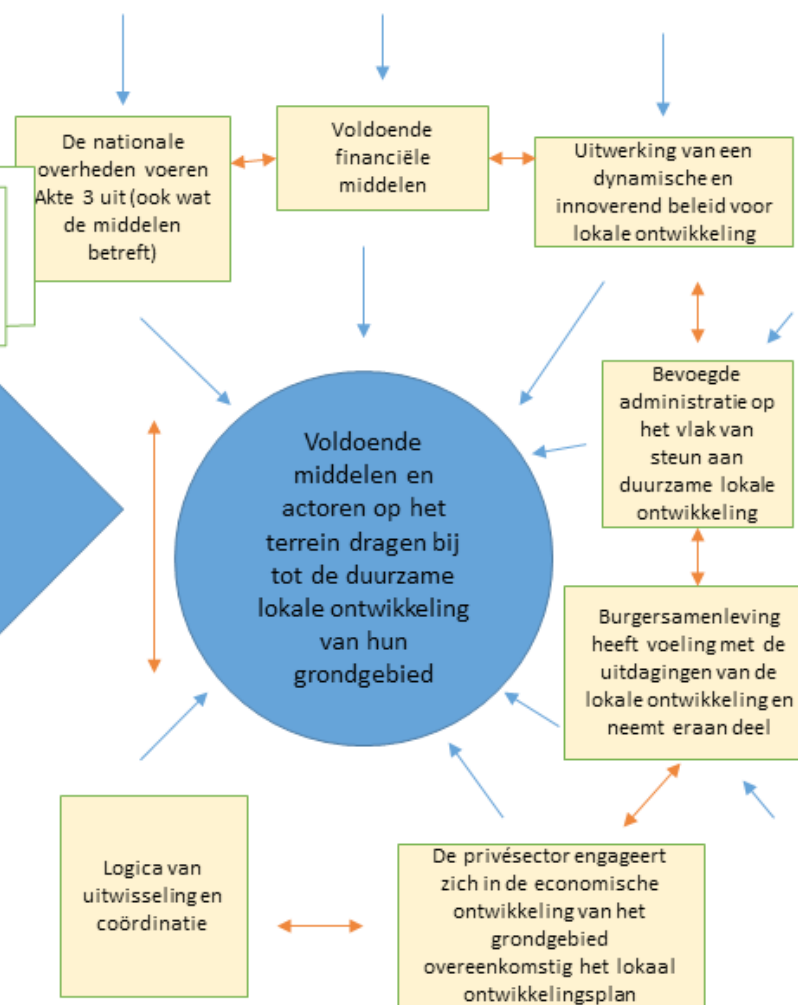 De nationale
overheden voeren
Akte 3 uit (ook wat
de middelen
betreft)
Voldoende
financiële
middelen
Uitwerking van een
dynamische en
innoverend beleid voor
lokale ontwikkeling
Bevoegde
administratie op
het vlak van
steun aan
duurzame lokale
ontwikkeling
Voldoende
middelen en
actoren op het
terrein dragen bij
tot de duurzame
lokale ontwikkeling
van hun
grondgebied
Burgersamenleving
heeft voeling met de
uitdagingen van de
lokale ontwikkeling en
neemt eraan deel
Logica van
uitwisseling en
coördinatie
De privésector engageert
zich in de economische
ontwikkeling van het
grondgebied
overeenkomstig het lokaal
ontwikkelingsplan